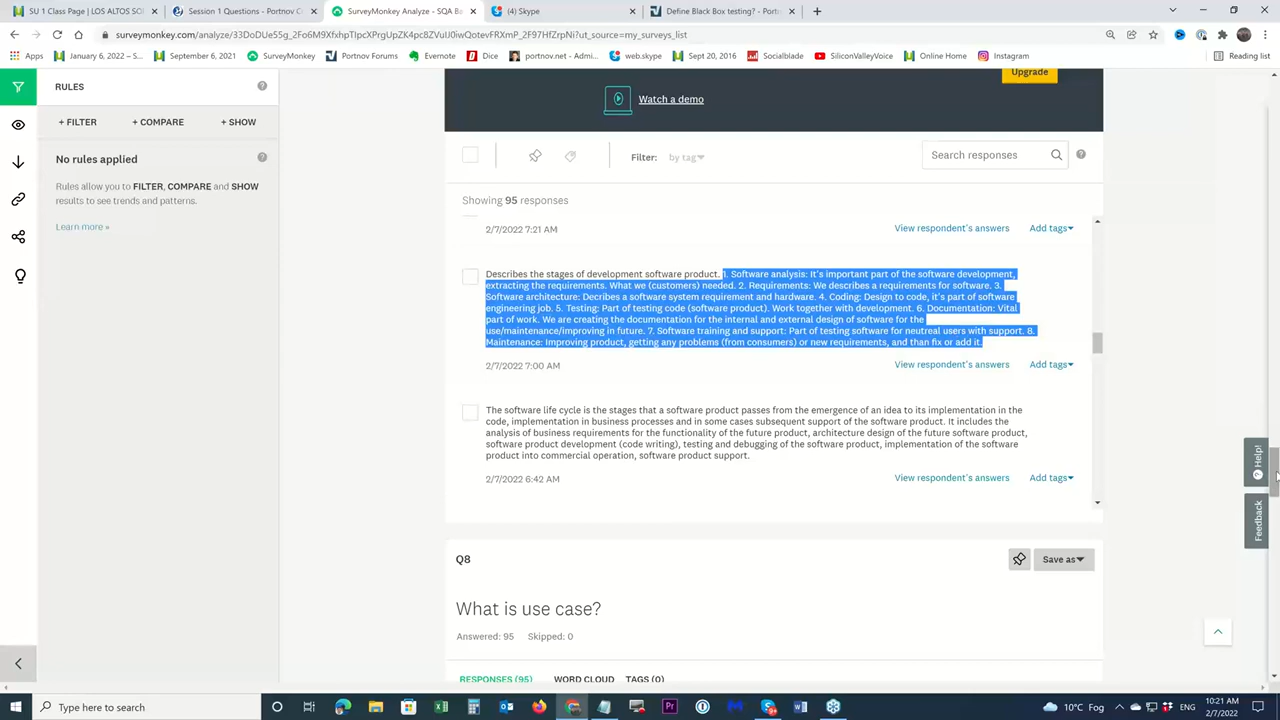 SU 1 Class Page | LOS ALTOS SO
Session 1 Questions - Portnov C
SurveyMonkey Analyze - SQA Ba
(4) Skype
Define Black Box testing? - Port
surveymonkey.com/analyze/33DoDUe55g_2Fo6M9XfxhpTIpcXPrgUpZK4pc8ZVuIJ0iwQotevFRXmP_2F97HfZrpNi?ut_source=my_surveys_list
Apps
January 6, 2022 – S...
September 6, 2021
SurveyMonkey
Portnov Forums
Evernote
Dice
portnov.net - Admi...
web.skype
Sept 20, 2016
Socialblade
SiliconValleyVoice
Online Home
Instagram
Reading list
RULES
+ FILTER
+ COMPARE
+ SHOW
No rules applied
Rules allow you to FILTER, COMPARE and SHOW
results to see trends and patterns.
Learn more »
Upgrade
Watch a demo
Filter: by tag
Search responses
Showing 95 responses
2/7/2022 7:21 AM
View respondent's answers
Add tags
Describes the stages of development software product. 1. Software analysis: It's important part of the software development,
extracting the requirements. What we (customers) needed. 2. Requirements: We describes a requirements for software. 3.
Software architecture: Decribes a software system requirement and hardware. 4. Coding: Design to code, it's part of software
engineering job. 5. Testing: Part of testing code (software product). Work together with development. 6. Documentation: Vital
part of work. We are creating the documentation for the internal and external design of software for the
use/maintenance/improving in future. 7. Software training and support: Part of testing software for neutreal users with support. 8.
Maintenance: Improving product, getting any problems (from consumers) or new requirements, and than fix or add it.
2/7/2022 7:00 AM
View respondent's answers
Add tags
The software life cycle is the stages that a software product passes from the emergence of an idea to its implementation in the
code, implementation in business processes and in some cases subsequent support of the software product. It includes the
analysis of business requirements for the functionality of the future product, architecture design of the future software product,
software product development (code writing), testing and debugging of the software product, implementation of the software
product into commercial operation, software product support.
2/7/2022 6:42 AM
View respondent's answers
Add tags
Help!
Feedback
Q8
Save as
What is use case?
Answered: 95
Skipped: 0
RESPONSES (95)
WORD CLOUD
TAGS (0)
Type here to search
10°C Fog
10:21 AM
2/7/2022